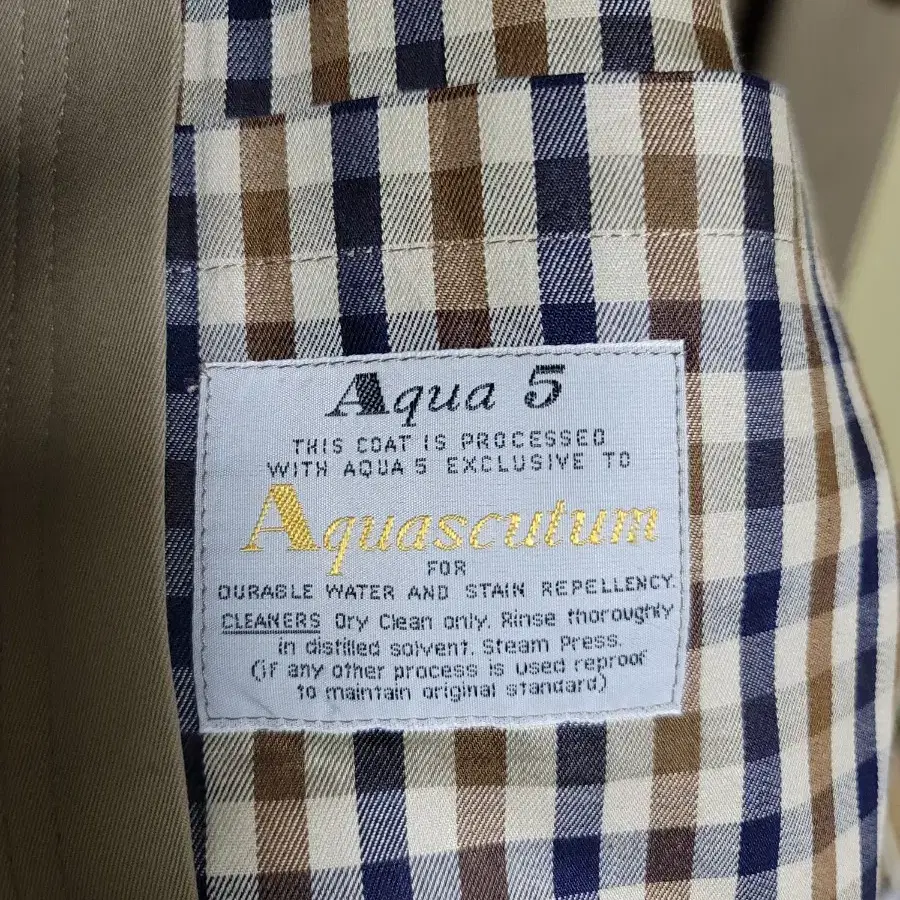 Aqua 5
THIS COAT IS PROCESSED
WITH AQUA 5 EXCLUSIVE TO
Aquascutum
FOR
DURABLE WATER AND STAIN REPELLENCY.
CLEANERS Dry Clean only. Rinse thoroughly
in distilled solvent. Steam Press.
(if any other process is used reproof
to maintain original standard)